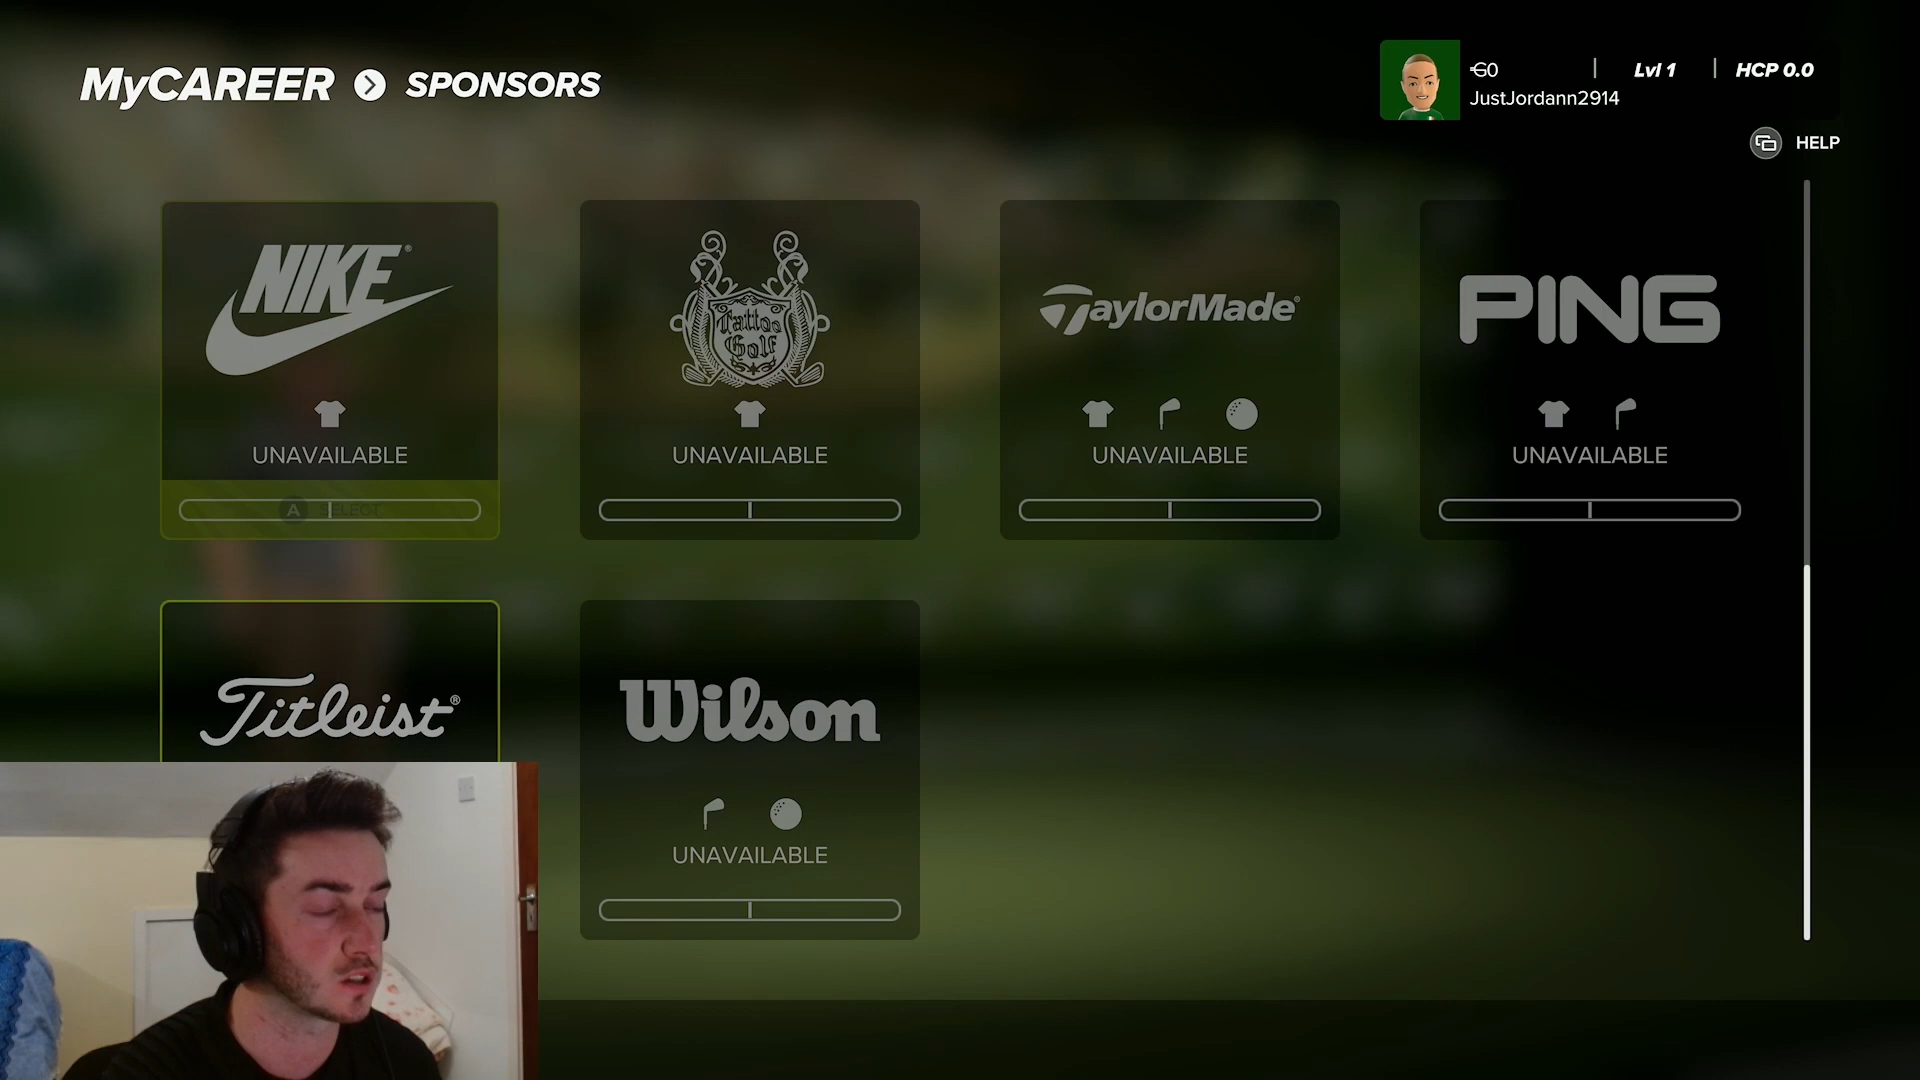 MyCAREER SPONSORS
G0 | Lvl 1 | HCP 0.0
JustJordann2914
HELP
NIKE®
UNAVAILABLE
A SELECT
Tattoo
Golf
UNAVAILABLE
TaylorMade®
UNAVAILABLE
PING
UNAVAILABLE
Titleist®
Wilson
UNAVAILABLE